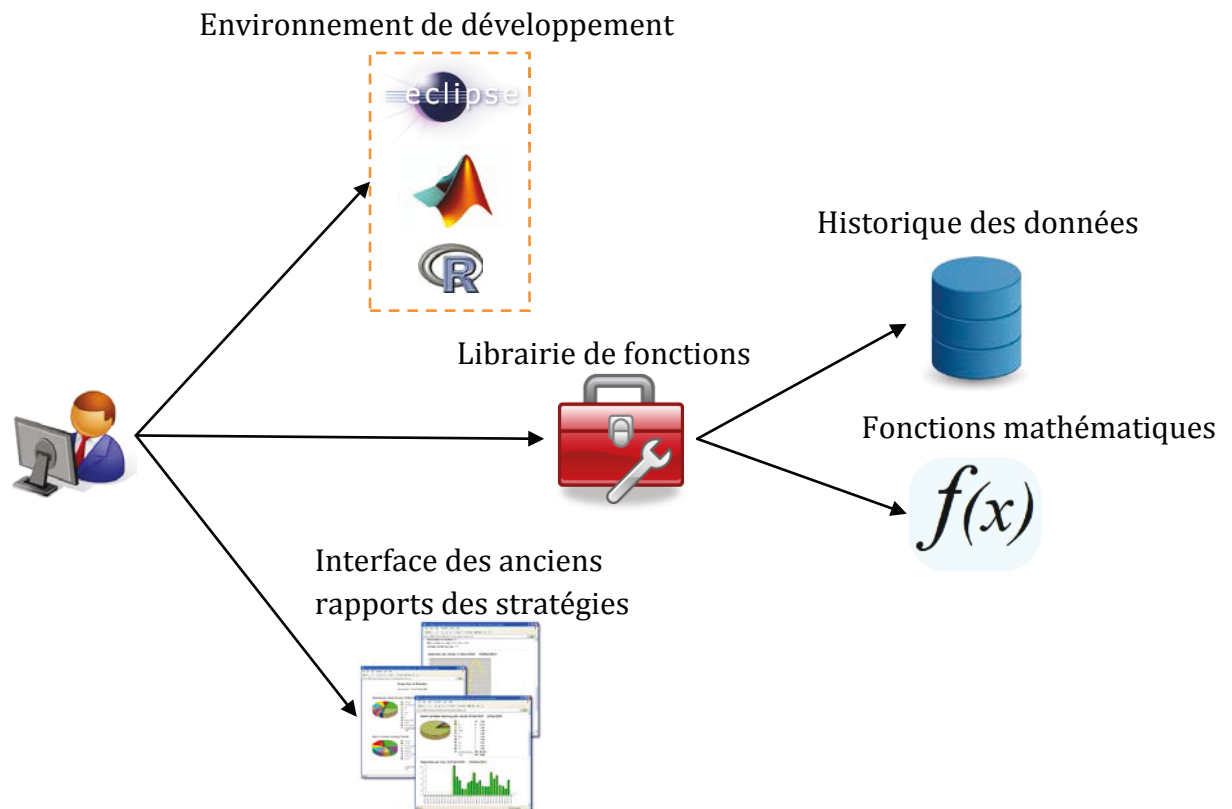 Environnement de développement
eclipse
R
Historique des données
Librairie de fonctions
Fonctions mathématiques
f(x)
Interface des anciens
rapports des stratégies